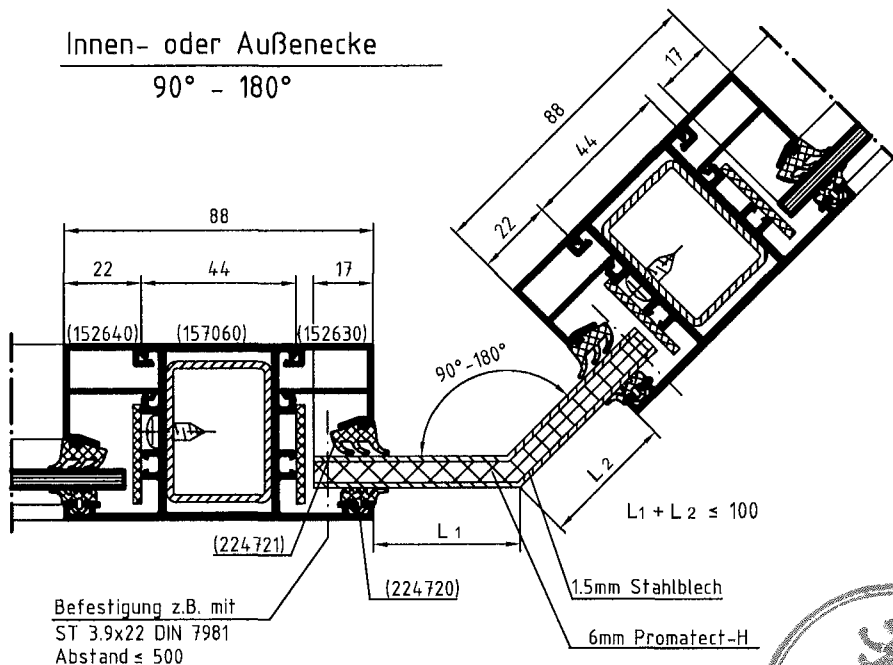 Innen- oder Außenecke
90° - 180°
88
22
44
17
(152640)
(157060)
(152630)
88
22
44
17
90°-180°
L1
L2
L1 + L2 ≤ 100
(224721)
(224720)
1.5mm Stahlblech
6mm Promatect-H
Befestigung z.B. mit
ST 3.9x22 DIN 7981
Abstand ≤ 500